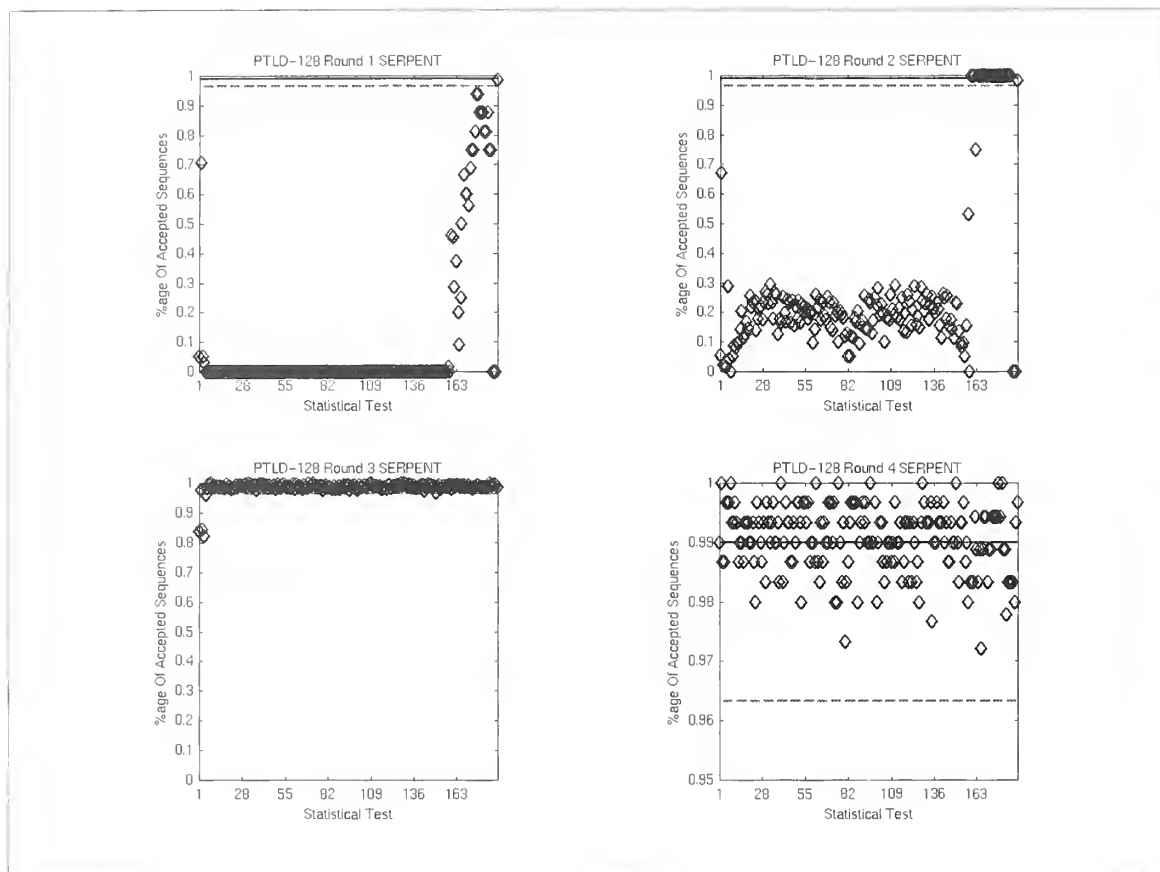 PTLD-128 Round 1 SERPENT
1
0.9
0.8
0.7
0.6
0.5
0.4
0.3
0.2
0.1
0
%age Of Accepted Sequences
1 28 55 82 109 136 163
Statistical Test
PTLD-128 Round 2 SERPENT
1
0.9
0.8
0.7
0.6
0.5
0.4
0.3
0.2
0.1
0
%age Of Accepted Sequences
1 28 55 82 109 136 163
Statistical Test
PTLD-128 Round 3 SERPENT
1
0.9
0.8
0.7
0.6
0.5
0.4
0.3
0.2
0.1
0
%age Of Accepted Sequences
1 28 55 82 109 136 163
Statistical Test
PTLD-128 Round 4 SERPENT
1
0.99
0.98
0.97
0.96
0.95
%age Of Accepted Sequences
1 28 55 82 109 136 163
Statistical Test